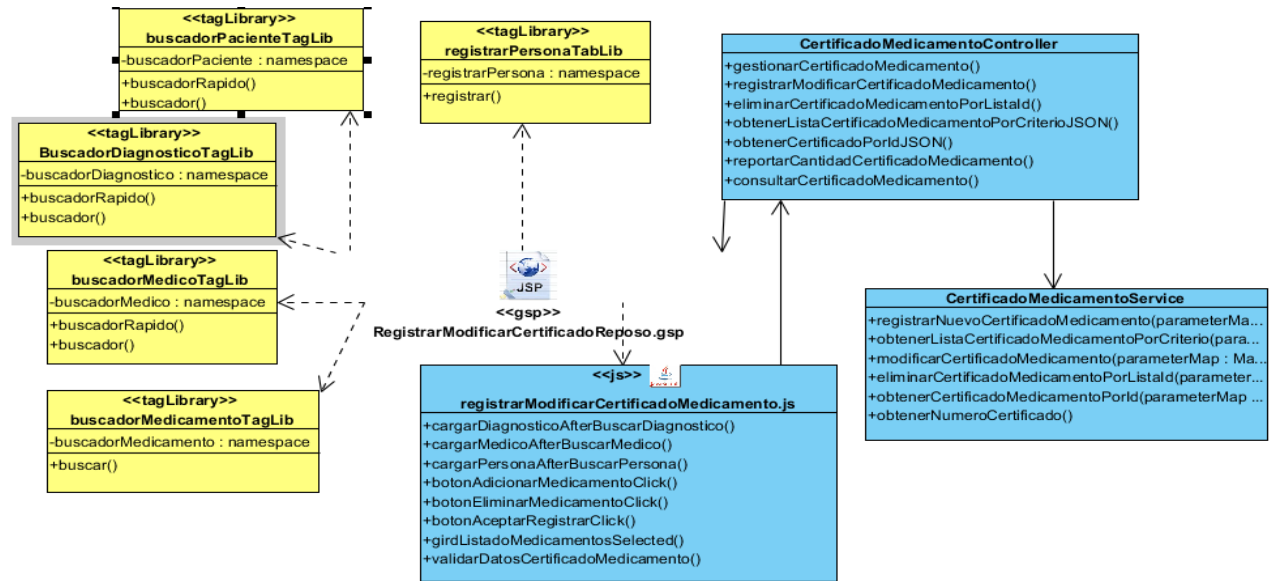 <<tagLibrary>>
buscadorPacienteTagLib
-buscadorPaciente : namespace
+buscadorRapido()
+buscador()
<<tagLibrary>>
BuscadorDiagnosticoTagLib
-buscadorDiagnostico : namespace
+buscadorRapido()
+buscador()
<<tagLibrary>>
buscadorMedicoTagLib
-buscadorMedico : namespace
+buscadorRapido()
+buscador()
<<tagLibrary>>
buscadorMedicamentoTagLib
-buscadorMedicamento : namespace
+buscar()
<<tagLibrary>>
registrarPersonaTabLib
-registrarPersona : namespace
+registrar()
JSP
<<gsp>>
RegistrarModificarCertificadoReposo.gsp
<<js>>
registrarModificarCertificadoMedicamento.js
+cargarDiagnosticoAfterBuscarDiagnostico()
+cargarMedicoAfterBuscarMedico()
+cargarPersonaAfterBuscarPersona()
+botonAdicionarMedicamentoClick()
+botonEliminarMedicamentoClick()
+botonAceptarRegistrarClick()
+girdListadoMedicamentosSelected()
+validarDatosCertificadoMedicamento()
CertificadoMedicamentoController
+gestionarCertificadoMedicamento()
+registrarModificarCertificadoMedicamento()
+eliminarCertificadoMedicamentoPorListaId()
+obtenerListaCertificadoMedicamentoPorCriterioJSON()
+obtenerCertificadoPorIdJSON()
+reportarCantidadCertificadoMedicamento()
+consultarCertificadoMedicamento()
CertificadoMedicamentoService
+registrarNuevoCertificadoMedicamento(parameterMa...
+obtenerListaCertificadoMedicamentoPorCriterio(para...
+modificarCertificadoMedicamento(parameterMap : Ma...
+eliminarCertificadoMedicamentoPorListaId(parameter...
+obtenerCertificadoMedicamentoPorId(parameterMap ...
+obtenerNumeroCertificado()